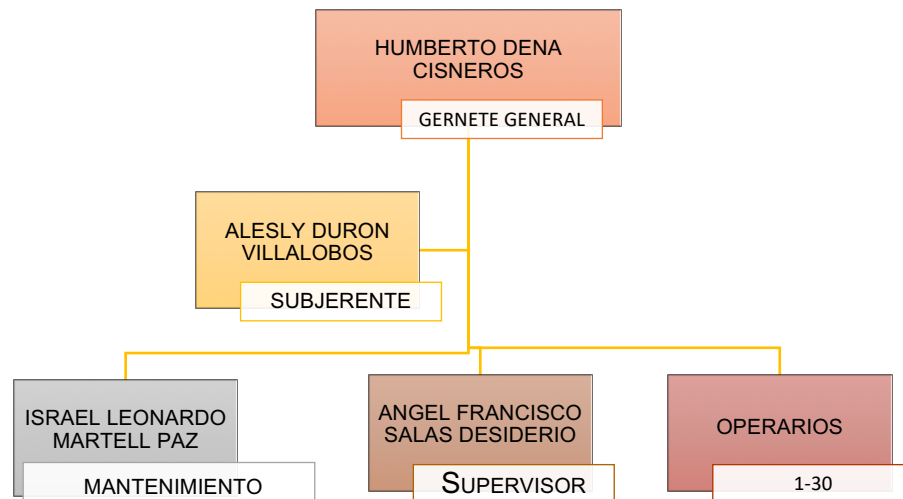 HUMBERTO DENA
CISNEROS
GERNETE GENERAL
ALESLY DURON
VILLALOBOS
SUBJERENTE
ISRAEL LEONARDO
MARTELL PAZ
MANTENIMIENTO
ANGEL FRANCISCO
SALAS DESIDERIO
SUPERVISOR
OPERARIOS
1-30